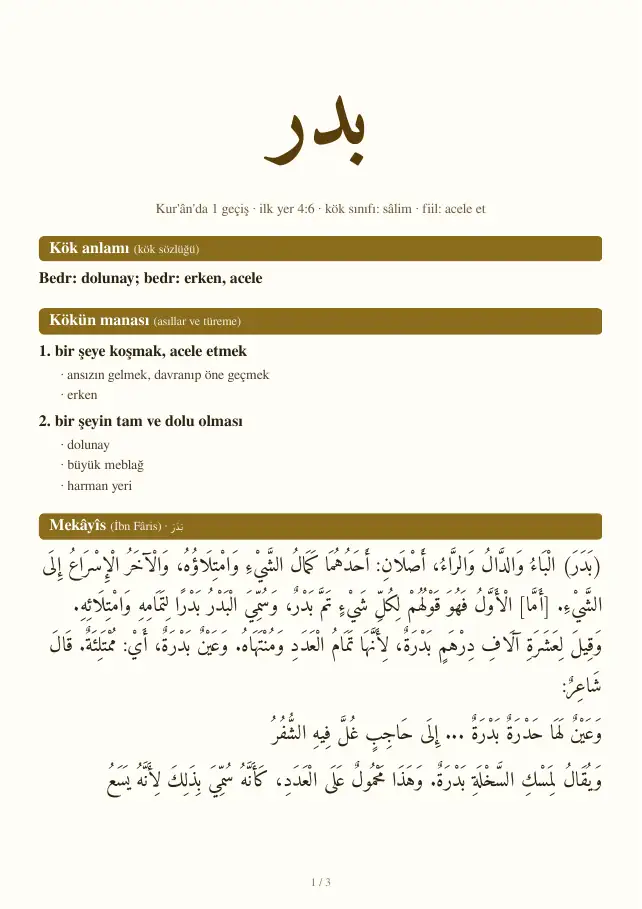 بدر
Kur'ân'da 1 geçiş · ilk yer 4:6 · kök sınıfı: sâlim · fiil: acele et
Kök anlamı (kök sözlüğü)
Bedr: dolunay; bedr: erken, acele
Kökün manası (asıllar ve türeme)
1. bir şeye koşmak, acele etmek
· ansızın gelmek, davranıp öne geçmek
· erken
2. bir şeyin tam ve dolu olması
· dolunay
· büyük meblağ
· harman yeri
Mekâyîs (İbn Fâris) · بَدَرَ
(بَدَرَ) الْبَاءُ وَالدَّالُ وَالرَّاءُ، أَصْلَانِ: أَحَدُهُمَا كَمَالُ الشَّيْءِ وَامْتِلَاؤُهُ، وَالْآخَرُ الْإِسْرَاعُ إِلَى
الشَّيْءِ. [أَمَّا] الْأَوَّلُ فَهُوَ قَوْلُهُمْ لِكُلِّ شَيْءٍ تَمَّ بَدْرٌ، وَسُمِّيَ الْبَدْرُ بَدْرًا لِتَمَامِهِ وَامْتِلَائِهِ.
وَقِيلَ لِعَشَرَةِ آلَافِ دِرْهَمٍ بَدْرَةٌ، لِأَنَّهَا تَمَامُ الْعَدَدِ وَمُنْتَهَاهُ. وَعَيْنٌ بَدْرَةٌ، أَيْ: مُمْتَلِئَةٌ. قَالَ
شَاعِرٌ:
وَعَيْنٌ لَهَا حَدْرَةٌ بَدْرَةٌ ... إِلَى حَاجِبٍ غُلَّ فِيهِ الشُّفُرُ
وَيُقَالُ لِمَسْكِ السَّخْلَةِ بَدْرَةٌ. وَهَذَا مَحْمُولٌ عَلَى الْعَدَدِ، كَأَنَّهُ سُمِّيَ بِذَلِكَ لِأَنَّهُ يَسَعُ
1 / 3